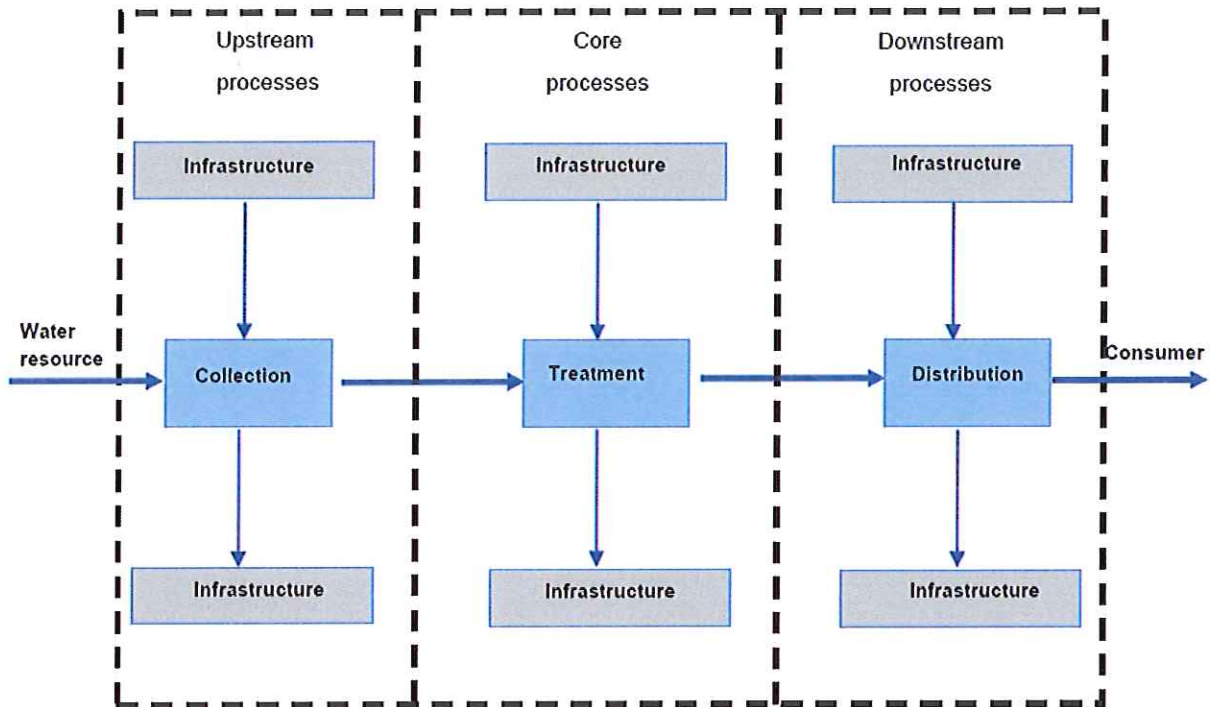 Upstream
processes
Core
processes
Downstream
processes
Infrastructure
Infrastructure
Infrastructure
Water
resource
Collection
Treatment
Distribution
Consumer
Infrastructure
Infrastructure
Infrastructure